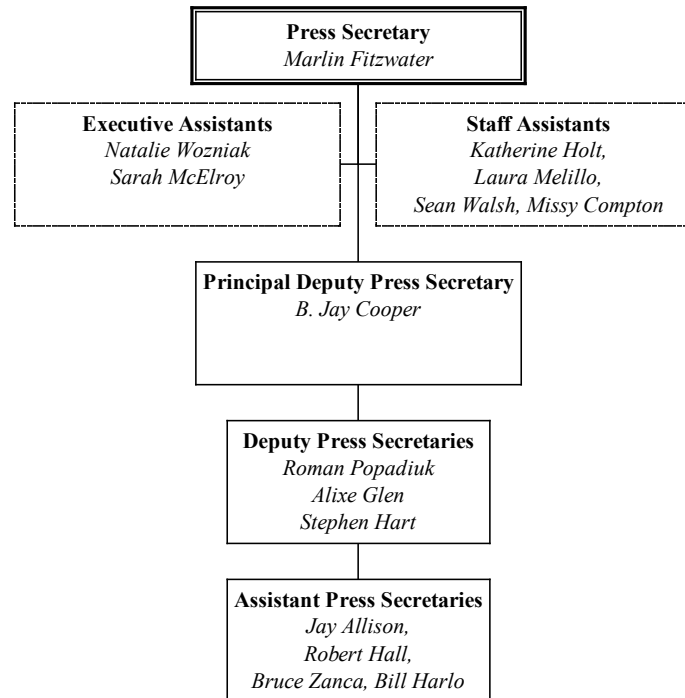 Press Secretary
Marlin Fitzwater
Executive Assistants
Natalie Wozniak
Sarah McElroy
Staff Assistants
Katherine Holt,
Laura Melillo,
Sean Walsh, Missy Compton
Principal Deputy Press Secretary
B. Jay Cooper
Deputy Press Secretaries
Roman Popadiuk
Alixe Glen
Stephen Hart
Assistant Press Secretaries
Jay Allison,
Robert Hall,
Bruce Zanca, Bill Harlo